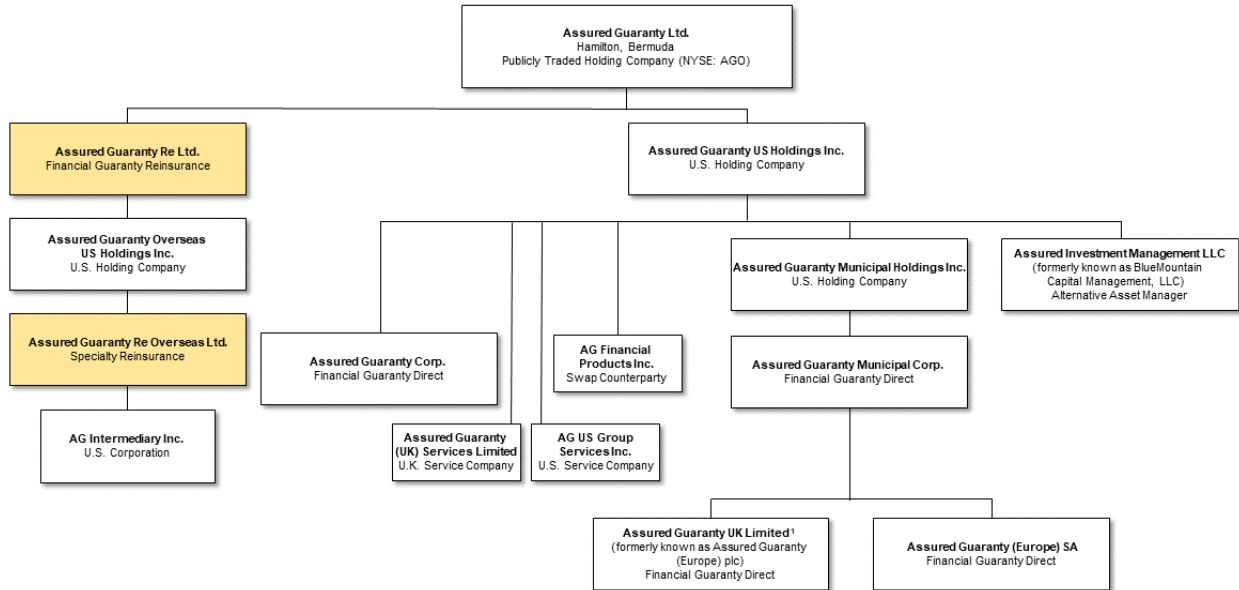 Assured Guaranty Ltd.
Hamilton, Bermuda
Publicly Traded Holding Company (NYSE: AGO)
Assured Guaranty Re Ltd.
Financial Guaranty Reinsurance
Assured Guaranty US Holdings Inc.
U.S. Holding Company
Assured Guaranty Overseas
US Holdings Inc.
U.S. Holding Company
Assured Guaranty Municipal Holdings Inc.
U.S. Holding Company
Assured Investment Management LLC
(formerly known as BlueMountain
Capital Management, LLC)
Alternative Asset Manager
Assured Guaranty Re Overseas Ltd.
Specialty Reinsurance
Assured Guaranty Corp.
Financial Guaranty Direct
AG Financial
Products Inc.
Swap Counterparty
Assured Guaranty Municipal Corp.
Financial Guaranty Direct
AG Intermediary Inc.
U.S. Corporation
Assured Guaranty
(UK) Services Limited
U.K. Service Company
AG US Group
Services Inc.
U.S. Service Company
Assured Guaranty UK Limited¹
(formerly known as Assured Guaranty
(Europe) plc)
Financial Guaranty Direct
Assured Guaranty (Europe) SA
Financial Guaranty Direct